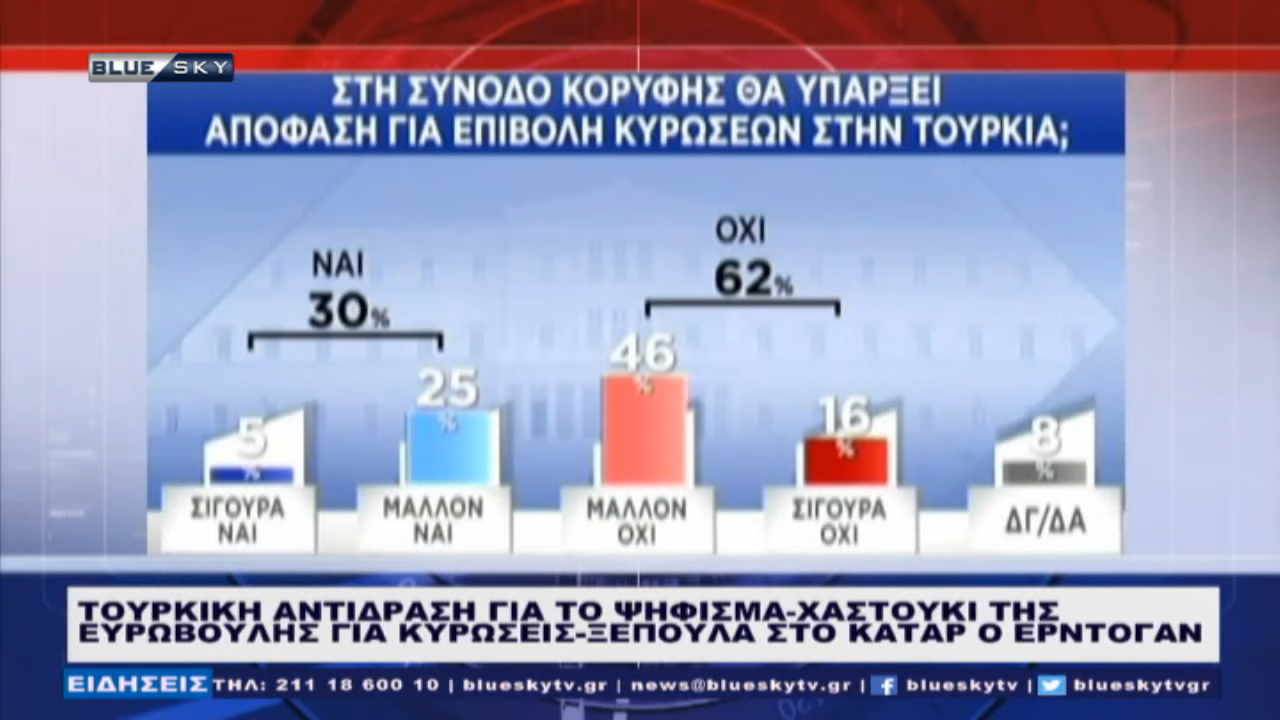 BLUE SKY
ΣΤΗ ΣΥΝΟΔΟ ΚΟΡΥΦΗΣ ΘΑ ΥΠΑΡΞΕΙ
ΑΠΟΦΑΣΗ ΓΙΑ ΕΠΙΒΟΛΗ ΚΥΡΩΣΕΩΝ ΣΤΗΝ ΤΟΥΡΚΙΑ;
ΝΑΙ
30%
ΟΧΙ
62%
5%
25%
46%
16%
8%
ΣΙΓΟΥΡΑ
ΝΑΙ
ΜΑΛΛΟΝ
ΝΑΙ
ΜΑΛΛΟΝ
ΟΧΙ
ΣΙΓΟΥΡΑ
ΟΧΙ
ΔΓ/ΔΑ
ΤΟΥΡΚΙΚΗ ΑΝΤΙΔΡΑΣΗ ΓΙΑ ΤΟ ΨΗΦΙΣΜΑ-ΧΑΣΤΟΥΚΙ ΤΗΣ
ΕΥΡΩΒΟΥΛΗΣ ΓΙΑ ΚΥΡΩΣΕΙΣ-ΞΕΠΟΥΛΑ ΣΤΟ ΚΑΤΑΡ Ο ΕΡΝΤΟΓΑΝ
ΕΙΔΗΣΕΙΣ ΤΗΛ: 211 18 600 10 | blueskytv.gr | news@blueskytv.gr | blueskytv | blueskytvgr